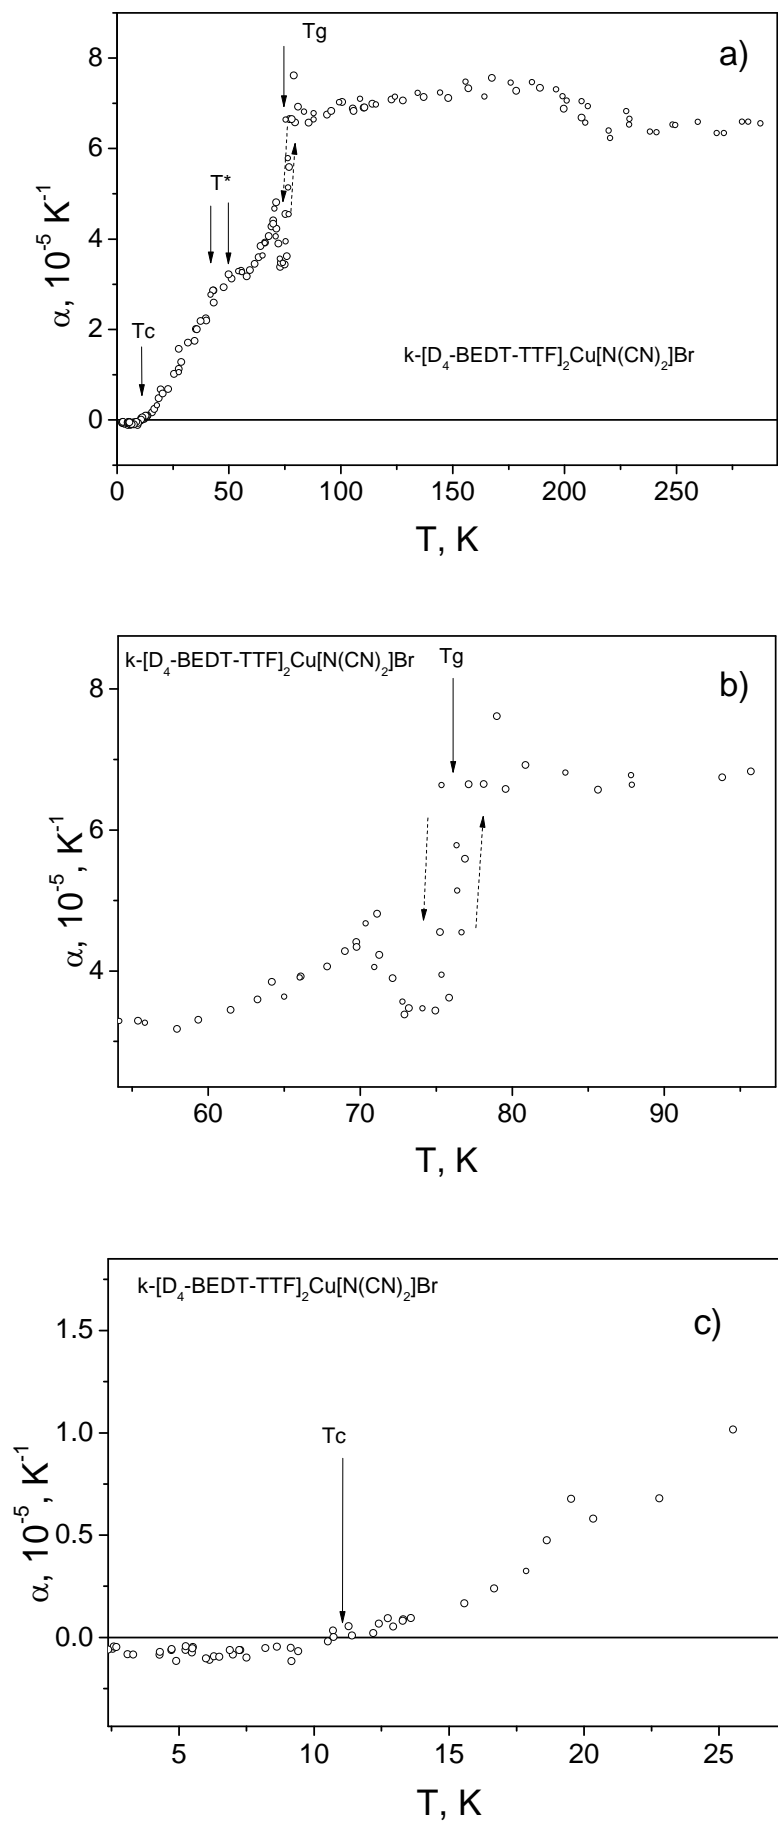 Tg
a)
8
6
T*
4
α, 10⁻⁵ K⁻¹
2
Tc
k-[D₄-BEDT-TTF]₂Cu[N(CN)₂]Br
0
0 50 100 150 200 250
T, K
k-[D₄-BEDT-TTF]₂Cu[N(CN)₂]Br
Tg
b)
8
6
α, 10⁻⁵, K⁻¹
4
60 70 80 90
T, K
k-[D₄-BEDT-TTF]₂Cu[N(CN)₂]Br
c)
1.5
Tc
1.0
α, 10⁻⁵, K⁻¹
0.5
0.0
5 10 15 20 25
T, K